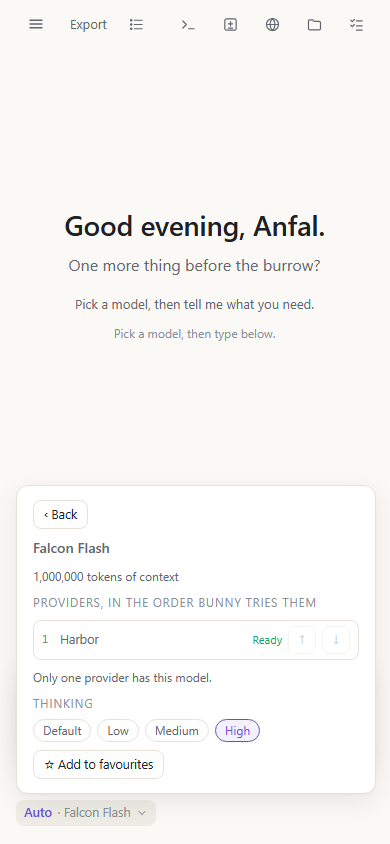 Export
Good evening, Anfal.
One more thing before the burrow?
Pick a model, then tell me what you need.
Pick a model, then type below.
‹ Back
Falcon Flash
1,000,000 tokens of context
PROVIDERS, IN THE ORDER BUNNY TRIES THEM
1 Harbor Ready ↑ ↓
Only one provider has this model.
THINKING
Default Low Medium High
☆ Add to favourites
Auto · Falcon Flash